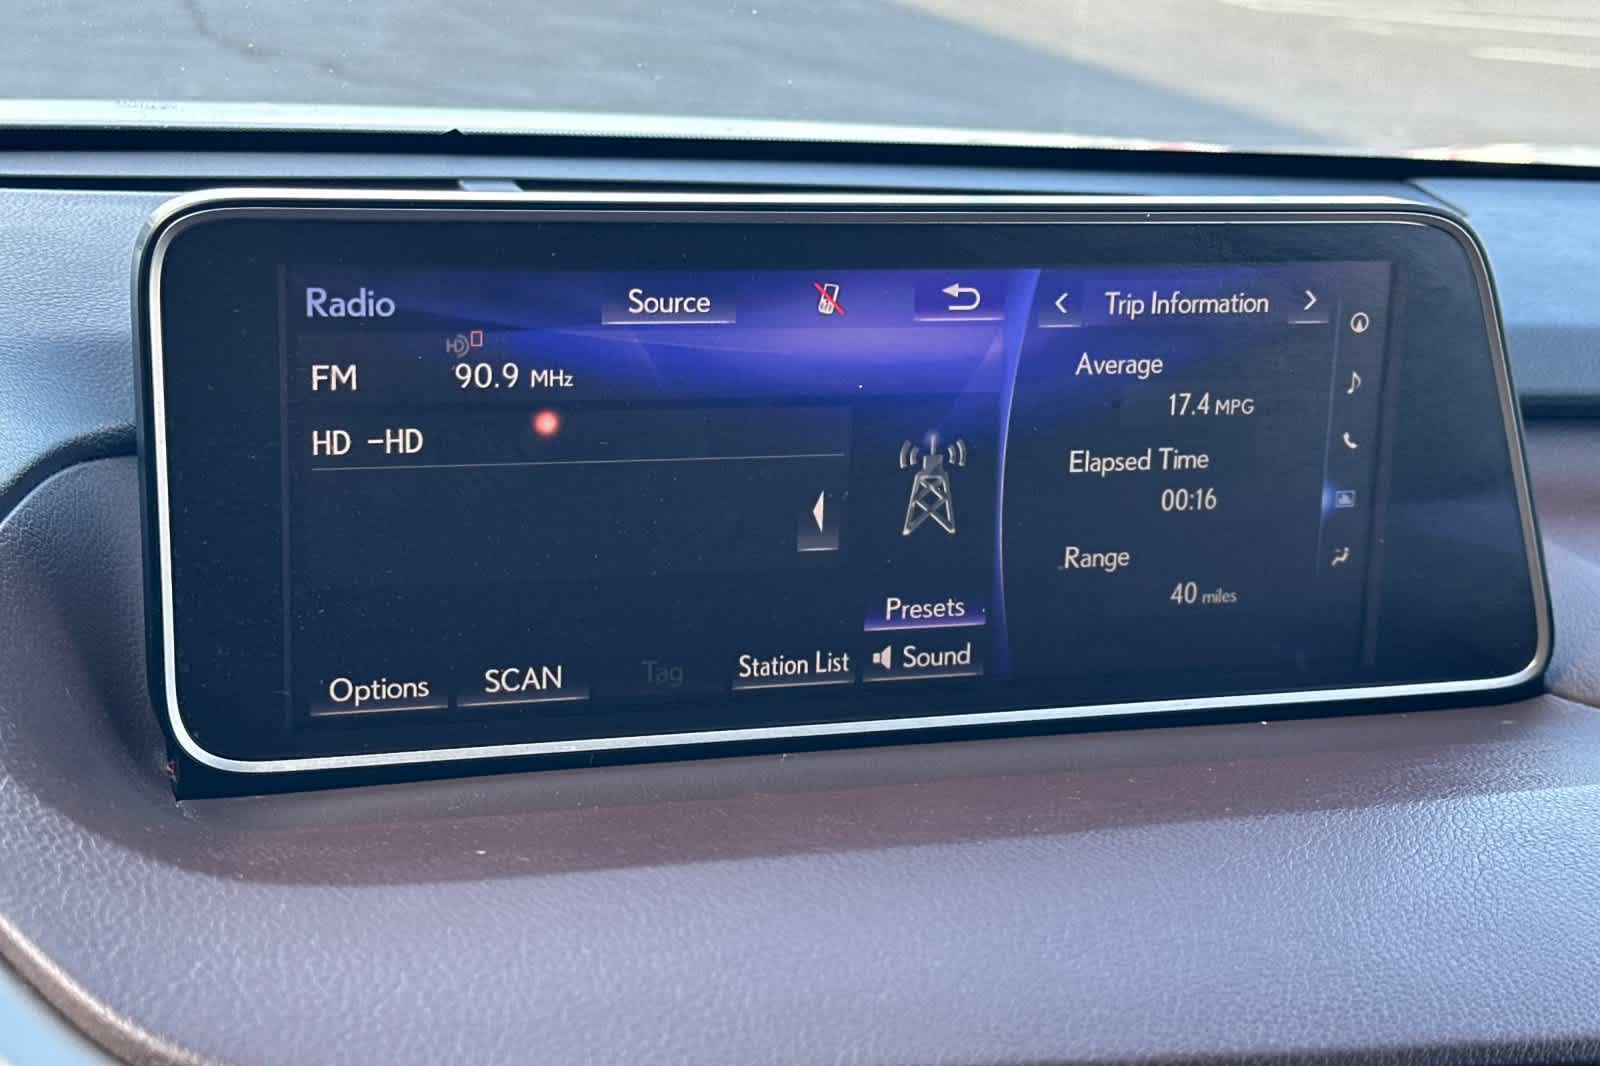 Radio
Source
HD
FM
90.9 MHz
HD -HD
Presets
Options
SCAN
Tag
Station List
Sound
Trip Information
Average
17.4 MPG
Elapsed Time
00:16
Range
40 miles